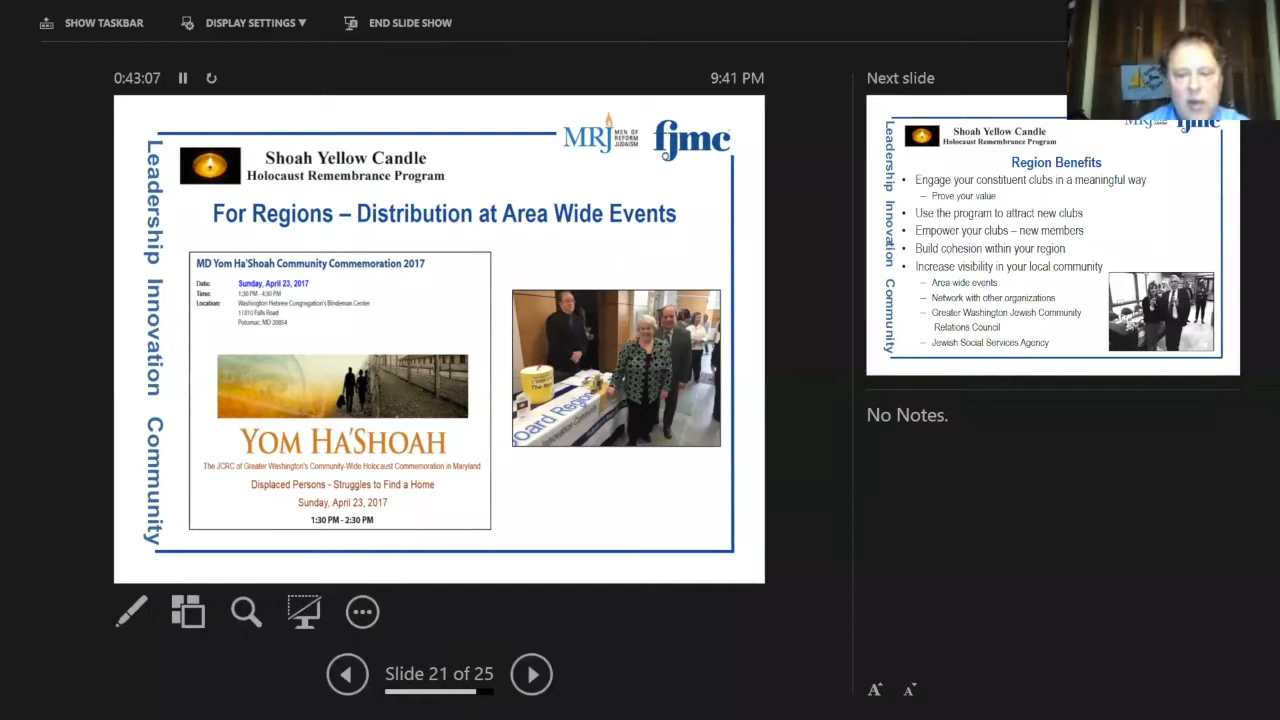 SHOW TASKBAR
DISPLAY SETTINGS ▼
END SLIDE SHOW
0:43:07
9:41 PM
MRJ MEN OF REFORM JUDAISM
fjmc
Shoah Yellow Candle
Holocaust Remembrance Program
Leadership Innovation Community
For Regions – Distribution at Area Wide Events
MD Yom Ha'Shoah Community Commemoration 2017
Date: Sunday, April 23, 2017
Time: 1:30 PM - 4:30 PM
Location: Washington Hebrew Congregation's Bindeman Center
11810 Falls Road
Potomac, MD 20854
YOM HA'SHOAH
The JCRC of Greater Washington's Community-Wide Holocaust Commemoration in Maryland
Displaced Persons - Struggles to Find a Home
Sunday, April 23, 2017
1:30 PM - 2:30 PM
oard Regio
Slide 21 of 25
Next slide
MRJ
fjmc
Shoah Yellow Candle
Holocaust Remembrance Program
Leadership Innovation Community
Region Benefits
• Engage your constituent clubs in a meaningful way
– Prove your value
• Use the program to attract new clubs
• Empower your clubs – new members
• Build cohesion within your region
• Increase visibility in your local community
– Area wide events
– Network with other organizations
– Greater Washington Jewish Community
Relations Council
– Jewish Social Services Agency
No Notes.
A A